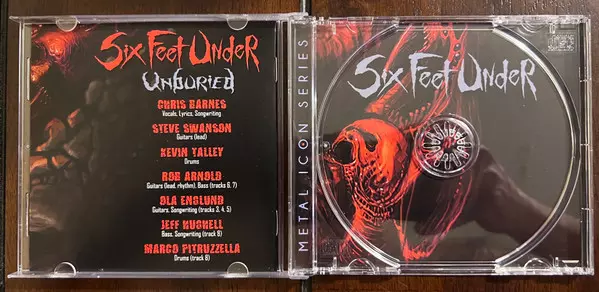 Six Feet Under
Unburied
Chris Barnes
Vocals, Lyrics, Songwriting
Steve Swanson
Guitars (lead)
Kevin Talley
Drums
Rob Arnold
Guitars (lead, rhythm), Bass (tracks 6, 7)
Ola Englund
Guitars, Songwriting (tracks 3, 4, 5)
Jeff Hughell
Bass, Songwriting (track 8)
Marco Pitruzzella
Drums (track 8)
METAL ICON SERIES
Six Feet Under